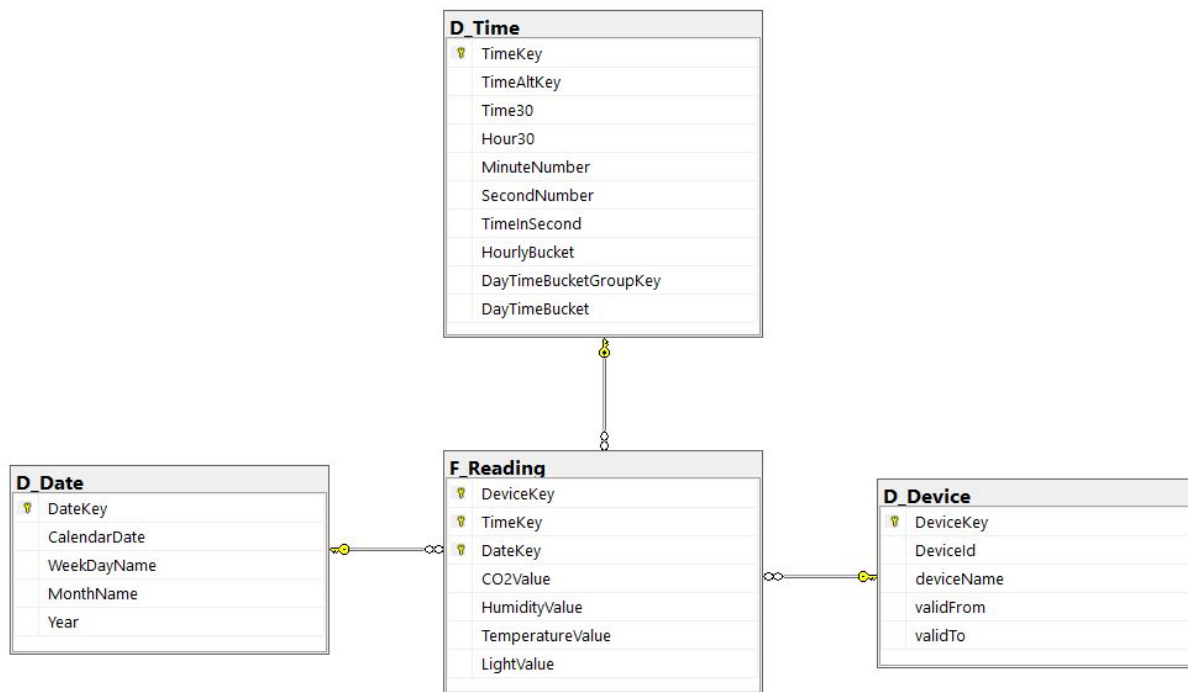 D_Time
TimeKey
TimeAltKey
Time30
Hour30
MinuteNumber
SecondNumber
TimeInSecond
HourlyBucket
DayTimeBucketGroupKey
DayTimeBucket
D_Date
DateKey
CalendarDate
WeekDayName
MonthName
Year
F_Reading
DeviceKey
TimeKey
DateKey
CO2Value
HumidityValue
TemperatureValue
LightValue
D_Device
DeviceKey
DeviceId
deviceName
validFrom
validTo